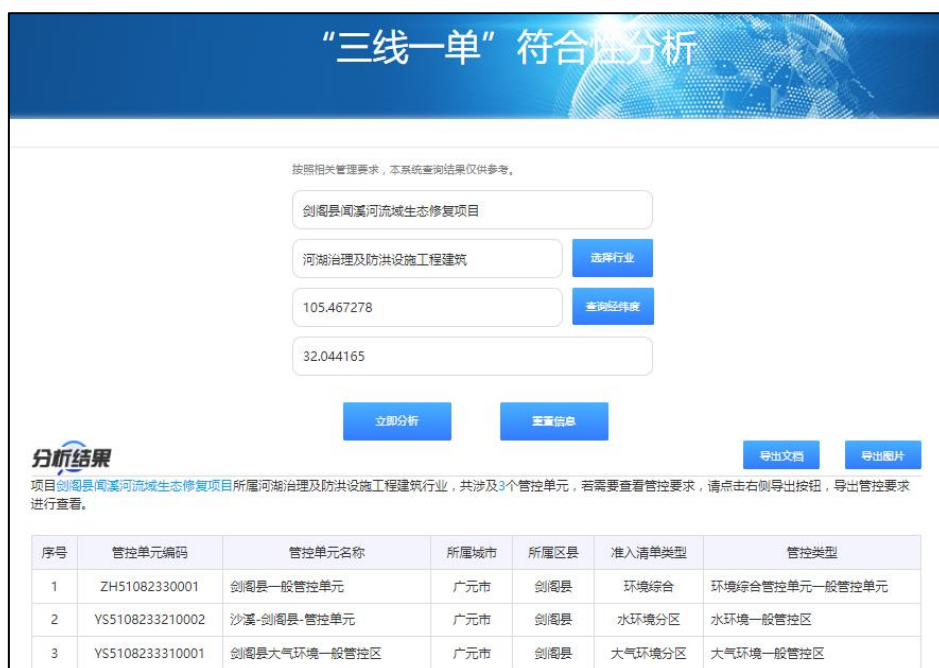 “三线一单”符合性分析
按照相关管理要求，本系统查询结果仅供参考。
剑阁县闻溪河流域生态修复项目
河湖治理及防洪设施工程建筑 选择行业
105.467278 查询经纬度
32.044165
立即分析 重置信息
分析结果 导出文档 导出图片
项目剑阁县闻溪河流域生态修复项目所属河湖治理及防洪设施工程建筑行业，共涉及3个管控单元，若需要查看管控要求，请点击右侧导出按钮，导出管控要求
进行查看。
序号 管控单元编码 管控单元名称 所属城市 所属区县 准入清单类型 管控类型
1 ZH51082330001 剑阁县一般管控单元 广元市 剑阁县 环境综合 环境综合管控单元一般管控单元
2 YS5108233210002 沙溪-剑阁县-管控单元 广元市 剑阁县 水环境分区 水环境一般管控区
3 YS5108233310001 剑阁县大气环境一般管控区 广元市 剑阁县 大气环境分区 大气环境一般管控区